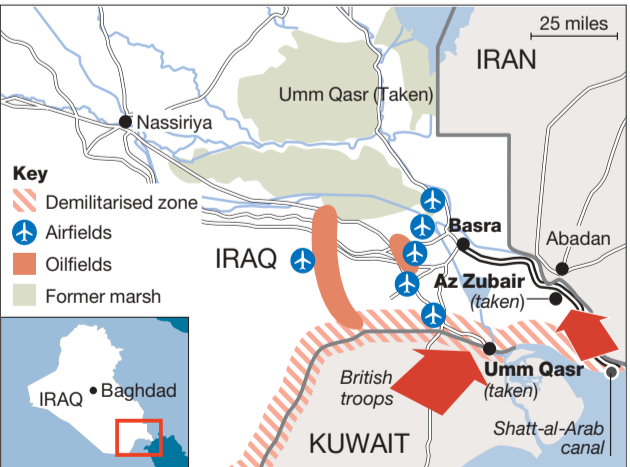 25 miles
IRAN
Umm Qasr (Taken)
Nassiriya
Key
Demilitarised zone
Airfields
Oilfields
Former marsh
IRAQ
Basra
Abadan
Az Zubair
(taken)
British
troops
Umm Qasr
(taken)
KUWAIT
Shatt-al-Arab
canal
IRAQ
Baghdad